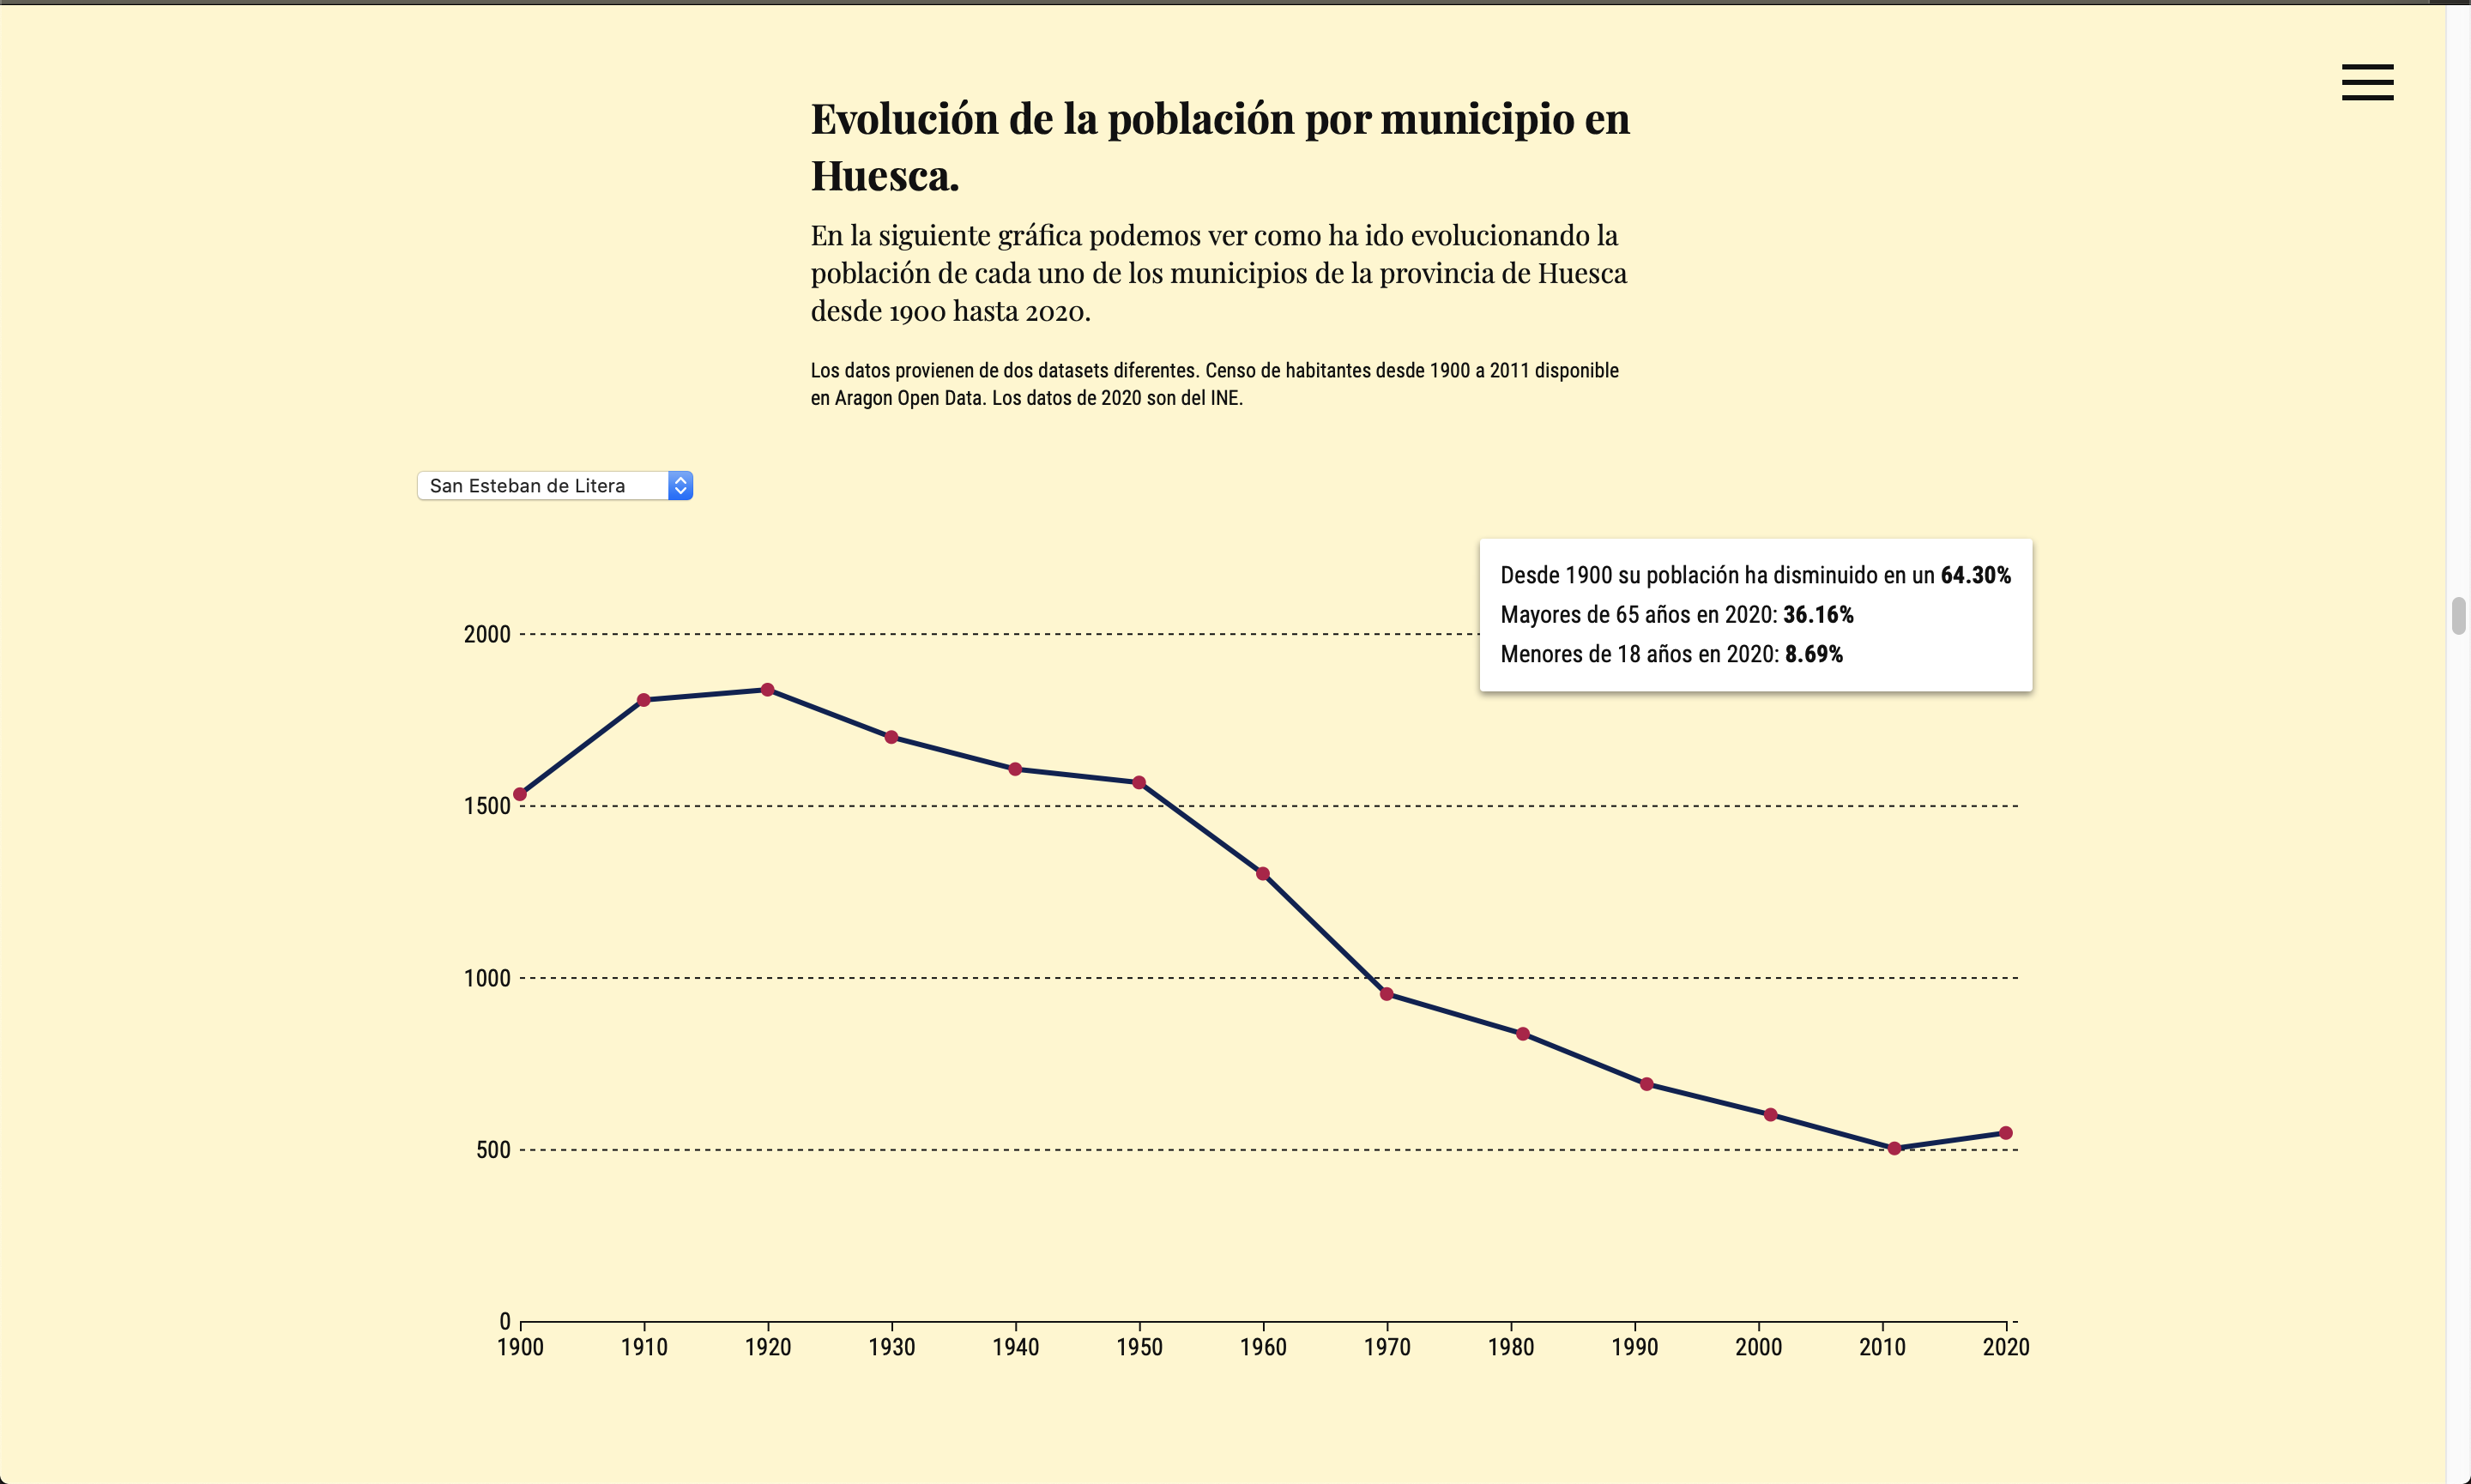 Evolución de la población por municipio en
Huesca.
En la siguiente gráfica podemos ver como ha ido evolucionando la
población de cada uno de los municipios de la provincia de Huesca
desde 1900 hasta 2020.
Los datos provienen de dos datasets diferentes. Censo de habitantes desde 1900 a 2011 disponible
en Aragon Open Data. Los datos de 2020 son del INE.
San Esteban de Litera
Desde 1900 su población ha disminuido en un 64.30%
Mayores de 65 años en 2020: 36.16%
Menores de 18 años en 2020: 8.69%
2000
1500
1000
500
0
1900 1910 1920 1930 1940 1950 1960 1970 1980 1990 2000 2010 2020